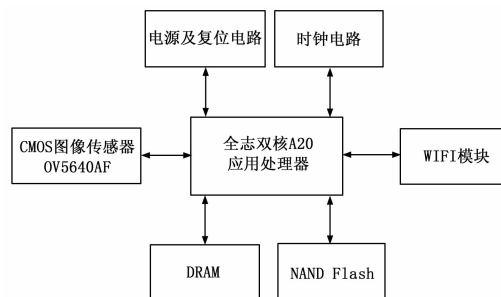 电源及复位电路
时钟电路
CMOS图像传感器
OV5640AF
全志双核A20
应用处理器
WIFI模块
DRAM
NAND Flash